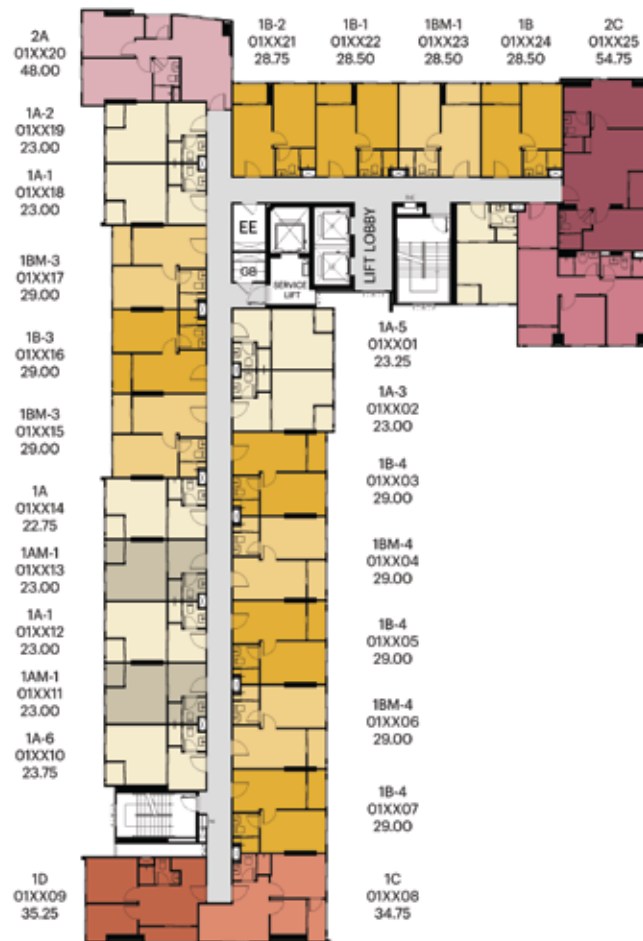 2A
01XX20
48.00
1B-2
01XX21
28.75
1B-1
01XX22
28.50
1BM-1
01XX23
28.50
1B
01XX24
28.50
2C
01XX25
54.75
1A-2
01XX19
23.00
1A-1
01XX18
23.00
1BM-3
01XX17
29.00
1B-3
01XX16
29.00
1BM-3
01XX15
29.00
1A
01XX14
22.75
1AM-1
01XX13
23.00
1A-1
01XX12
23.00
1AM-1
01XX11
23.00
1A-6
01XX10
23.75
1D
01XX09
35.25
EE
GB
SERVICE
LIFT
LIFT LOBBY
1A-5
01XX01
23.25
1A-3
01XX02
23.00
1B-4
01XX03
29.00
1BM-4
01XX04
29.00
1B-4
01XX05
29.00
1BM-4
01XX06
29.00
1B-4
01XX07
29.00
1C
01XX08
34.75